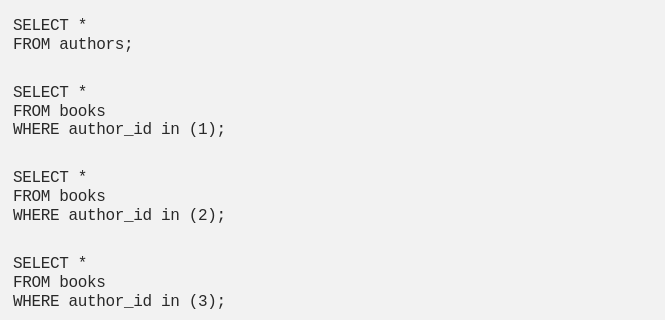 SELECT *
FROM authors;
SELECT *
FROM books
WHERE author_id in (1);
SELECT *
FROM books
WHERE author_id in (2);
SELECT *
FROM books
WHERE author_id in (3);